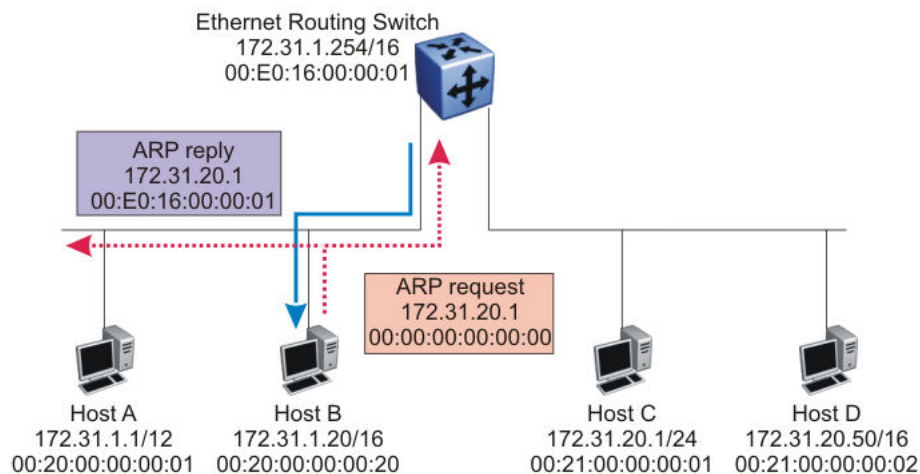 Ethernet Routing Switch
172.31.1.254/16
00:E0:16:00:00:01
ARP reply
172.31.20.1
00:E0:16:00:00:01
ARP request
172.31.20.1
00:00:00:00:00:00
Host A
172.31.1.1/12
00:20:00:00:00:01
Host B
172.31.1.20/16
00:20:00:00:00:20
Host C
172.31.20.1/24
00:21:00:00:00:01
Host D
172.31.20.50/16
00:21:00:00:00:02